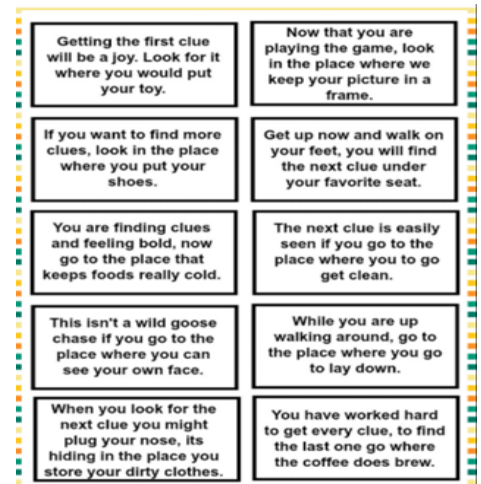 Getting the first clue
will be a joy. Look for it
where you would put
your toy.
Now that you are
playing the game, look
in the place where we
keep your picture in a
frame.
If you want to find more
clues, look in the place
where you put your
shoes.
Get up now and walk on
your feet, you will find
the next clue under
your favorite seat.
You are finding clues
and feeling bold, now
go to the place that
keeps foods really cold.
The next clue is easily
seen if you go to the
place where you to go
get clean.
This isn't a wild goose
chase if you go to the
place where you can
see your own face.
While you are up
walking around, go to
the place where you go
to lay down.
When you look for the
next clue you might
plug your nose, its
hiding in the place you
store your dirty clothes.
You have worked hard
to get every clue, to find
the last one go where
the coffee does brew.